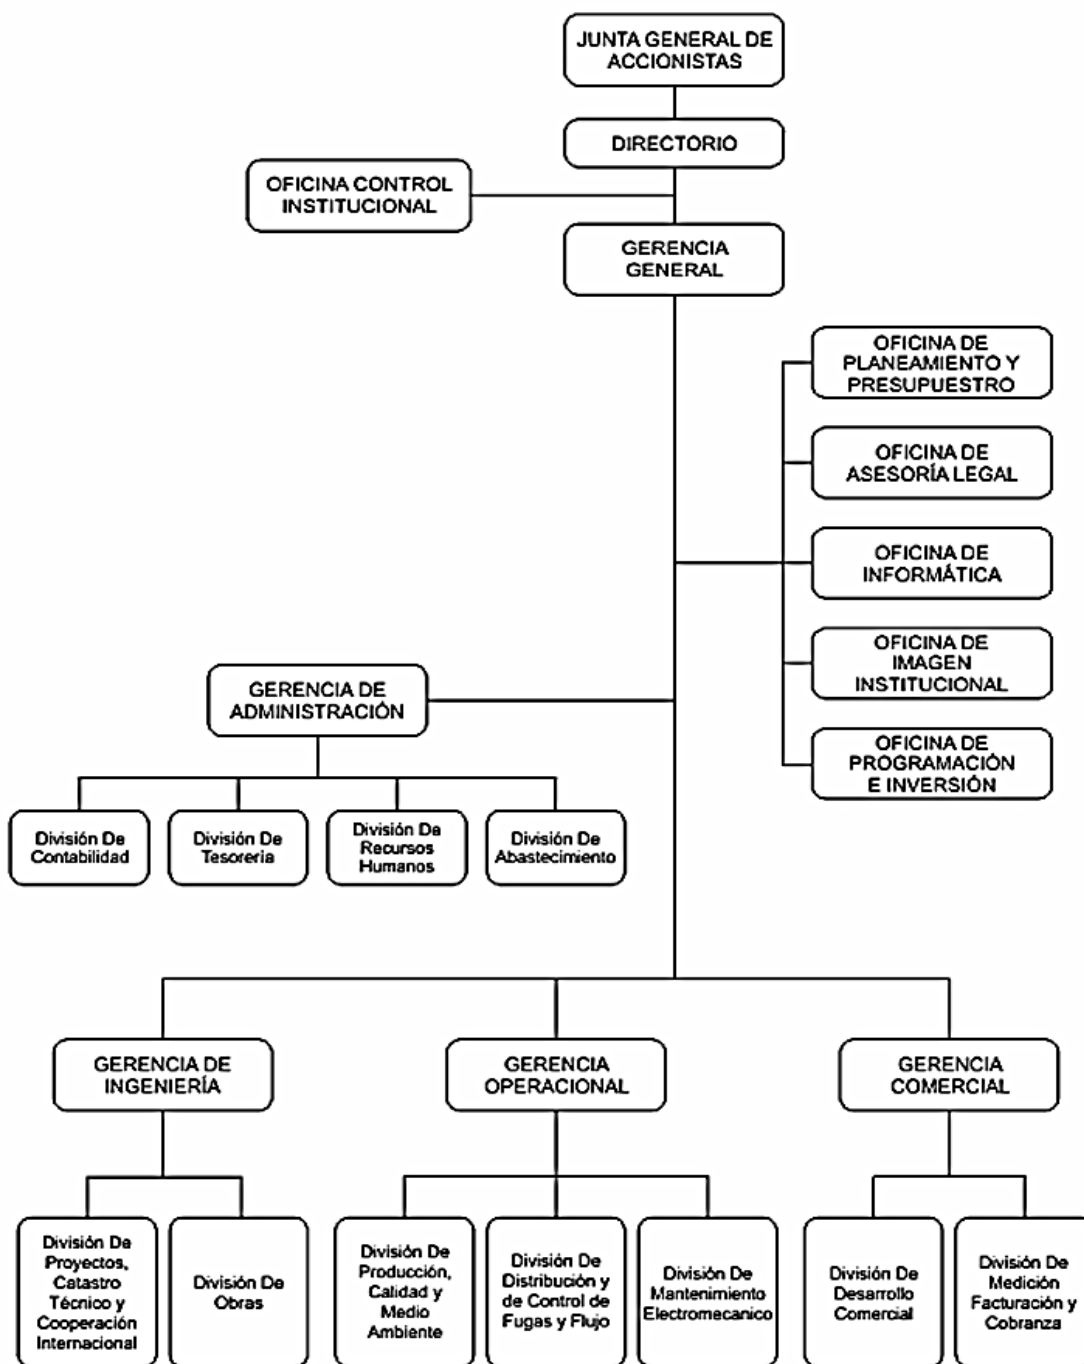 JUNTA GENERAL DE
ACCIONISTAS
DIRECTORIO
OFICINA CONTROL
INSTITUCIONAL
GERENCIA
GENERAL
OFICINA DE
PLANEAMIENTO Y
PRESUPUESTRO
OFICINA DE
ASESORÍA LEGAL
OFICINA DE
INFORMÁTICA
OFICINA DE
IMAGEN
INSTITUCIONAL
OFICINA DE
PROGRAMACIÓN
E INVERSIÓN
GERENCIA DE
ADMINISTRACIÓN
División De
Contabilidad
División De
Tesoreria
División De
Recursos
Humanos
División De
Abastecimiento
GERENCIA DE
INGENIERÍA
GERENCIA
OPERACIONAL
GERENCIA
COMERCIAL
División De
Proyectos,
Catastro
Técnico y
Cooperación
Internacional
División De
Obras
División De
Producción,
Calidad y
Medio
Ambiente
División De
Distribución y
de Control de
Fugas y Flujo
División De
Mantenimiento
Electromecanico
División De
Desarrollo
Comercial
División De
Medición
Facturación y
Cobranza